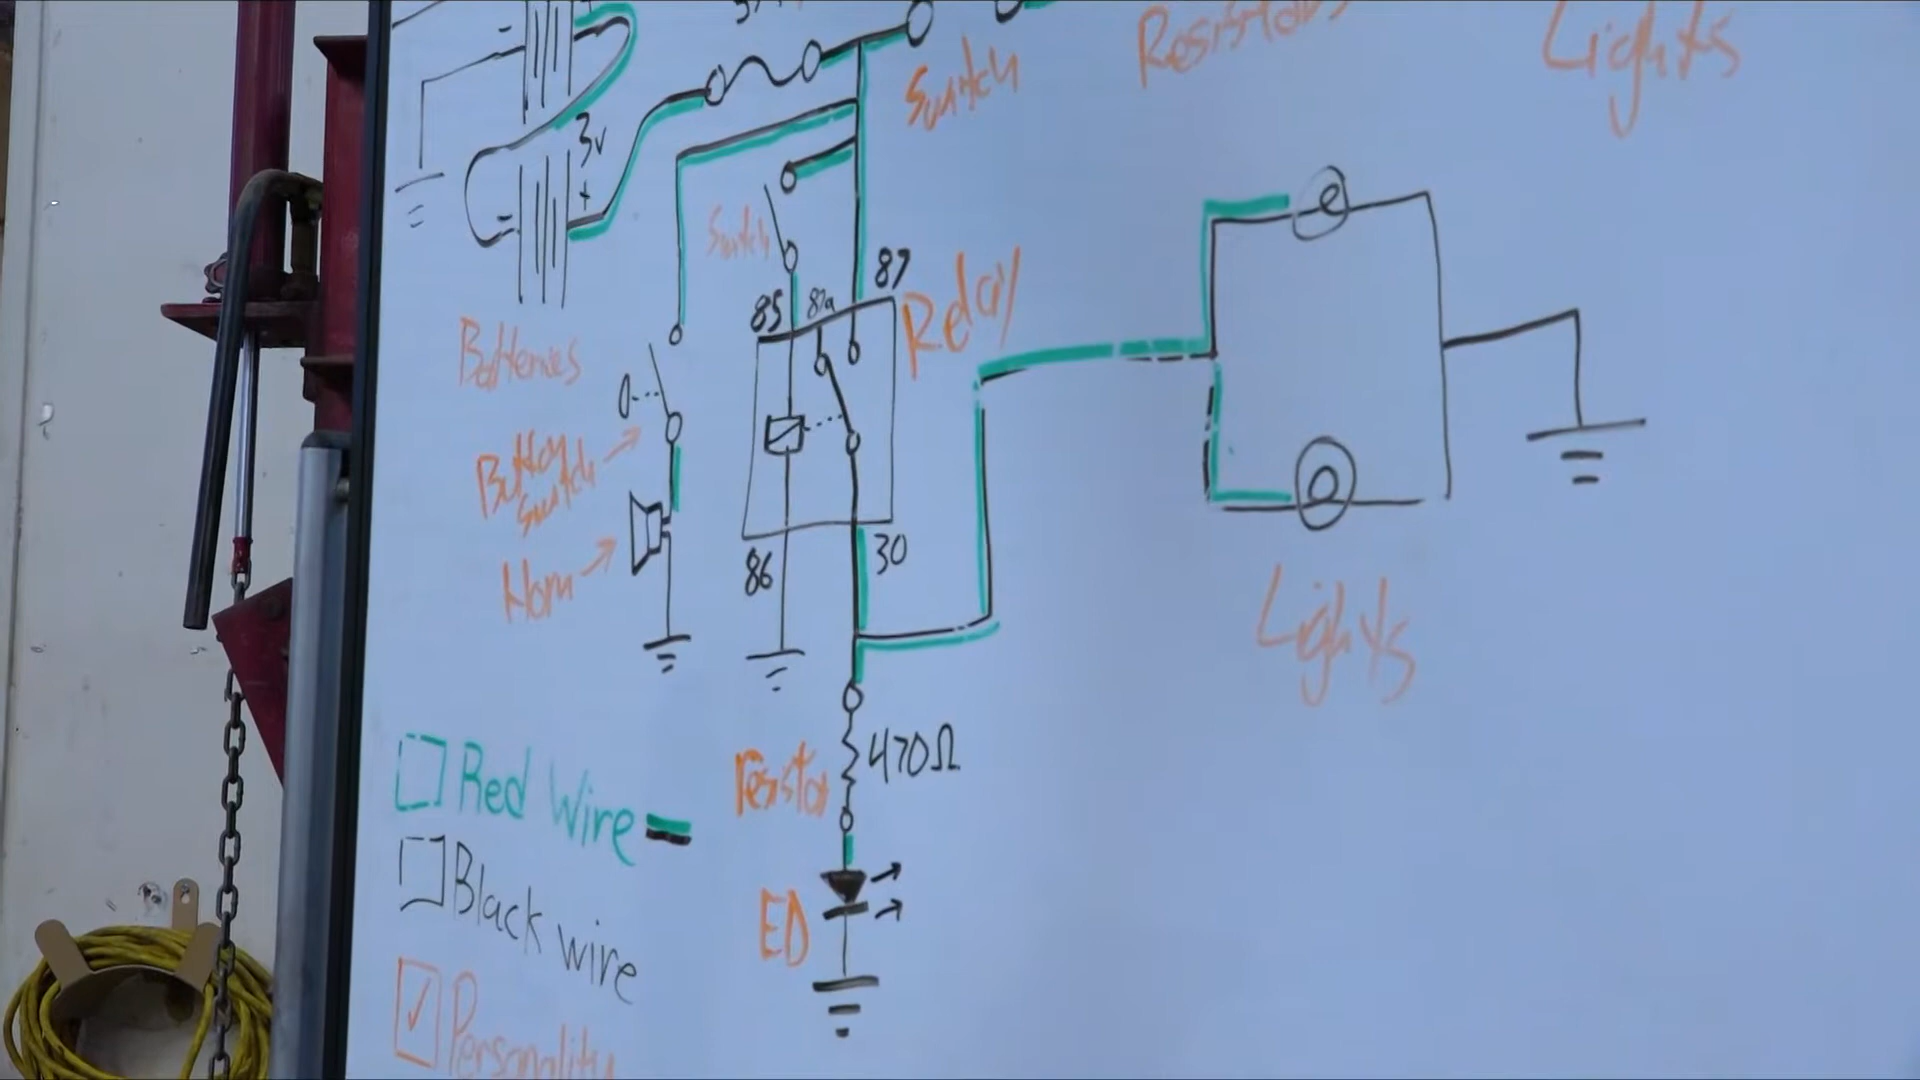 Switch
Resistors
Lights
3v
+
Switch
85
87a
87
Relay
Batteries
Button
Switch
Horn
86
30
Lights
470Ω
resistor
Red Wire
Black wire
ED
Personality